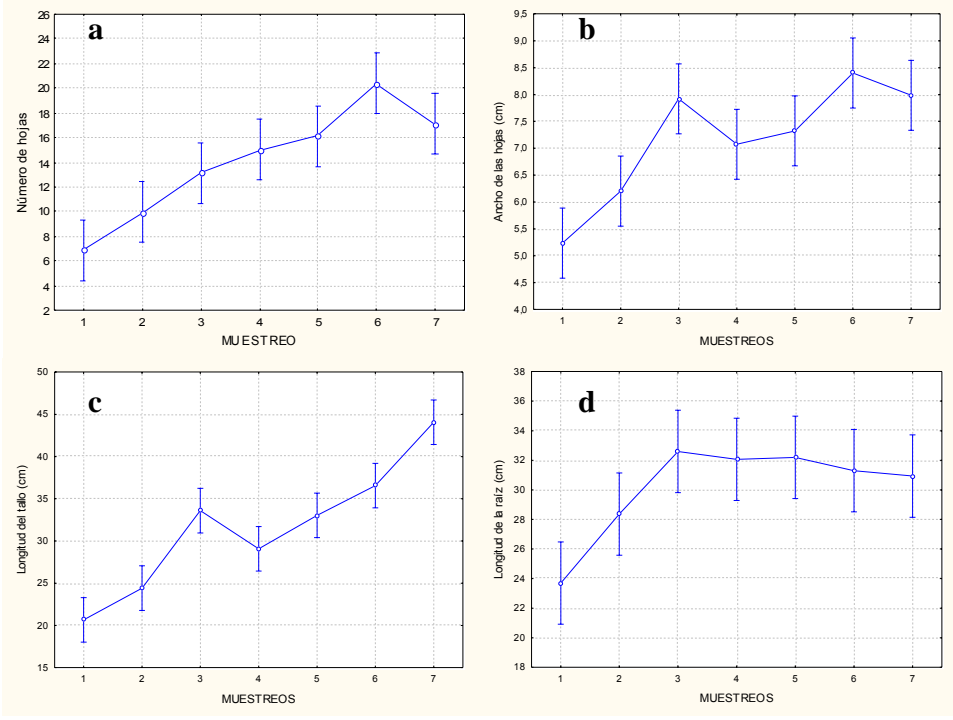 a
Número de hojas
26
24
22
20
18
16
14
12
10
8
6
4
2
1 2 3 4 5 6 7
MUESTREO
b
Ancho de las hojas (cm)
9,5
9,0
8,5
8,0
7,5
7,0
6,5
6,0
5,5
5,0
4,5
4,0
1 2 3 4 5 6 7
MUESTREOS
c
Longitud del tallo (cm)
50
45
40
35
30
25
20
15
1 2 3 4 5 6 7
MUESTREOS
d
Longitud de la raíz (cm)
38
36
34
32
30
28
26
24
22
20
18
1 2 3 4 5 6 7
MUESTREOS